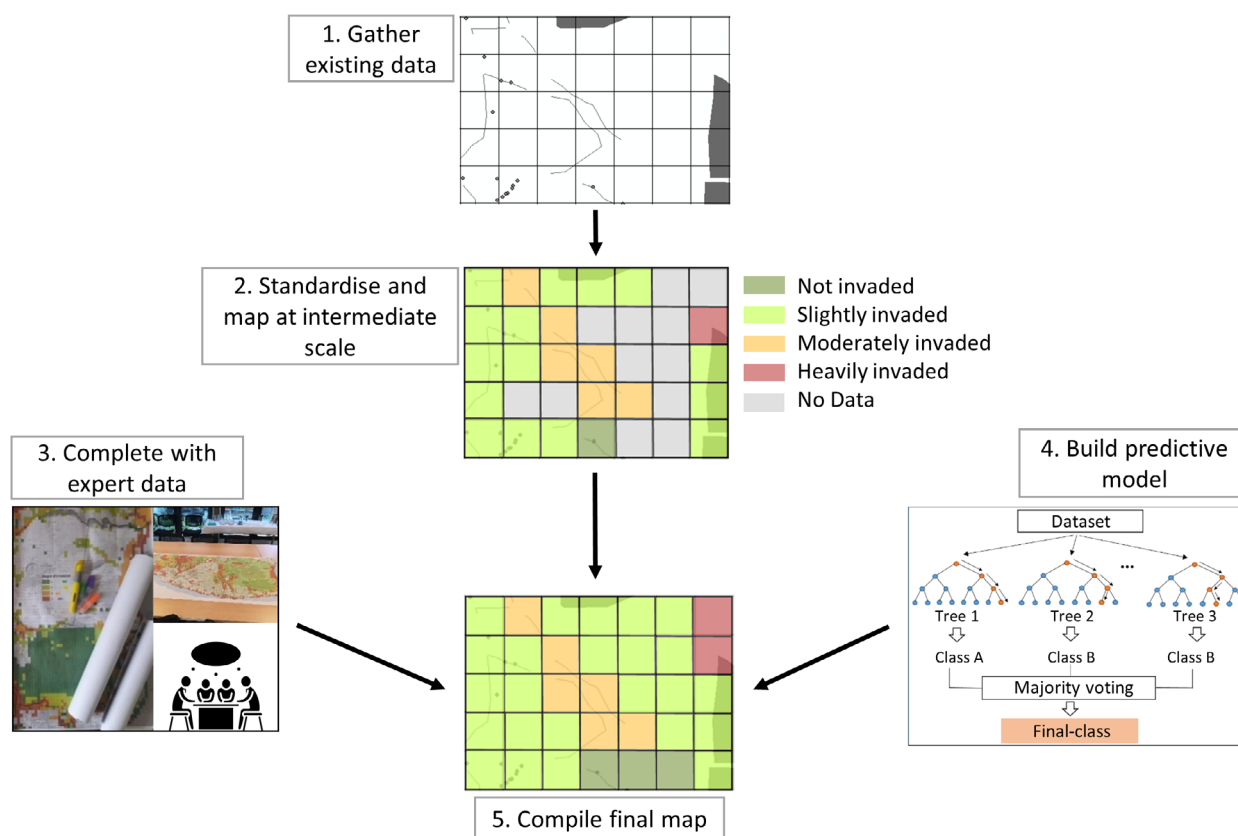 1. Gather
existing data
2. Standardise and
map at intermediate
scale
Not invaded
Slightly invaded
Moderately invaded
Heavily invaded
No Data
3. Complete with
expert data
4. Build predictive
model
Dataset
...
Tree 1
Tree 2
Tree 3
Class A
Class B
Class B
Majority voting
Final-class
5. Compile final map